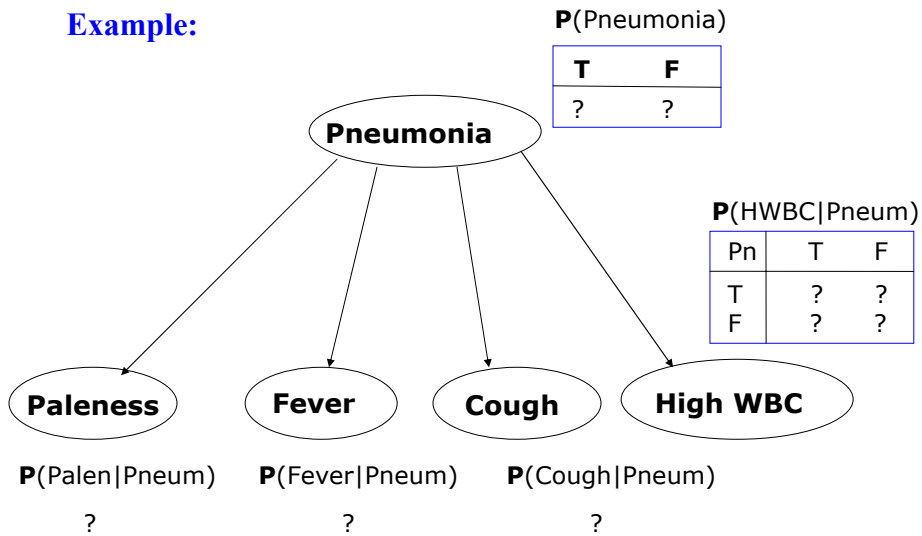 Example:
P(Pneumonia)
T F
? ?
Pneumonia
P(HWBC|Pneum)
Pn T F
T ? ?
F ? ?
Paleness
Fever
Cough
High WBC
P(Palen|Pneum)
P(Fever|Pneum)
P(Cough|Pneum)
?
?
?